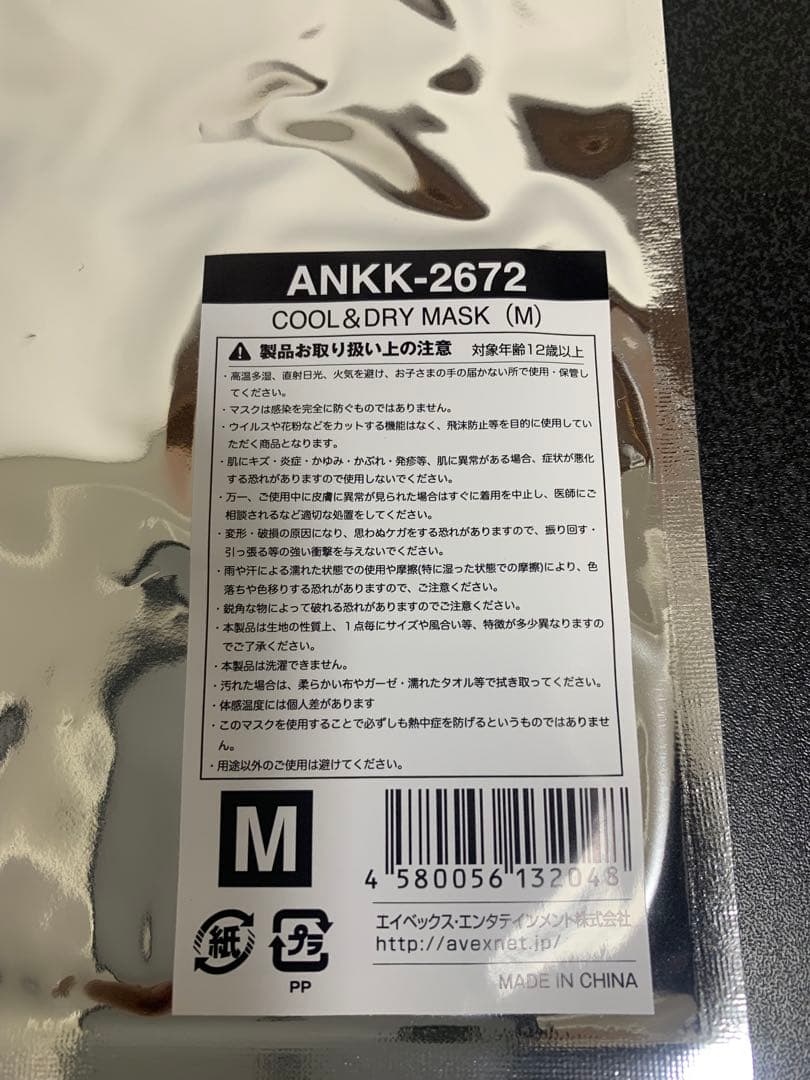 ANKK-2672
COOL&DRY MASK (M)
製品お取り扱い上の注意 対象年齢12歳以上
・高温多湿、直射日光、火気を避け、お子さまの手の届かない所で使用・保管し
てください。
・マスクは感染を完全に防ぐものではありません。
・ウイルスや花粉などをカットする機能はなく、飛沫防止等を目的に使用してい
ただく商品となります。
・肌にキズ・炎症・かゆみ・かぶれ・発疹等、肌に異常がある場合、症状が悪化
する恐れがありますので使用しないでください。
・万一、ご使用中に皮膚に異常が見られた場合はすぐに着用を中止し、医師にご
相談されるなど適切な処置をしてください。
・変形・破損の原因になり、思わぬケガをする恐れがありますので、振り回す・
引っ張る等の強い衝撃を与えないでください。
・雨や汗による濡れた状態での使用や摩擦(特に湿った状態での摩擦)により、色
落ちや色移りする恐れがありますので、ご注意ください。
・鋭角な物によって破れる恐れがありますのでご注意ください。
・本製品は生地の性質上、1点毎にサイズや風合い等、特徴が多少異なりますの
でご了承ください。
・本製品は洗濯できません。
・汚れた場合は、柔らかい布やガーゼ・濡れたタオル等で拭き取ってください。
・体感温度には個人差があります
・このマスクを使用することで必ずしも熱中症を防げるというものではありませ
ん。
・用途以外のご使用は避けてください。
M
4 580056 132048
エイベックス・エンタテインメント株式会社
http://avexnet.jp/
紙 プラ
PP
MADE IN CHINA